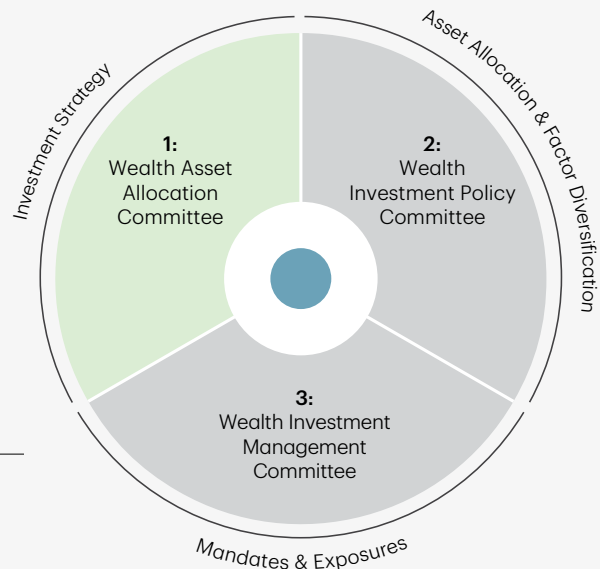 Investment Strategy
1:
Wealth Asset
Allocation
Committee
Asset Allocation & Factor Diversification
2:
Wealth
Investment Policy
Committee
3:
Wealth Investment
Management
Committee
Mandates & Exposures